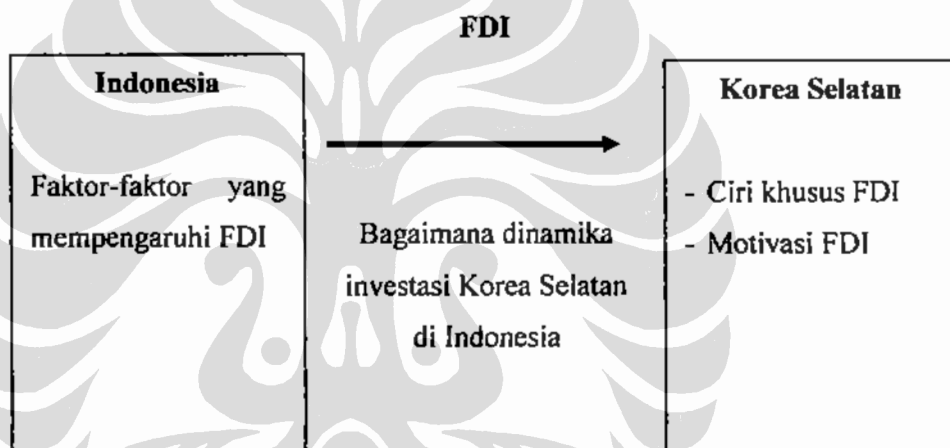 FDI
Indonesia
Faktor-faktor yang
mempengaruhi FDI
Bagaimana dinamika
investasi Korea Selatan
di Indonesia
Korea Selatan
- Ciri khusus FDI
- Motivasi FDI